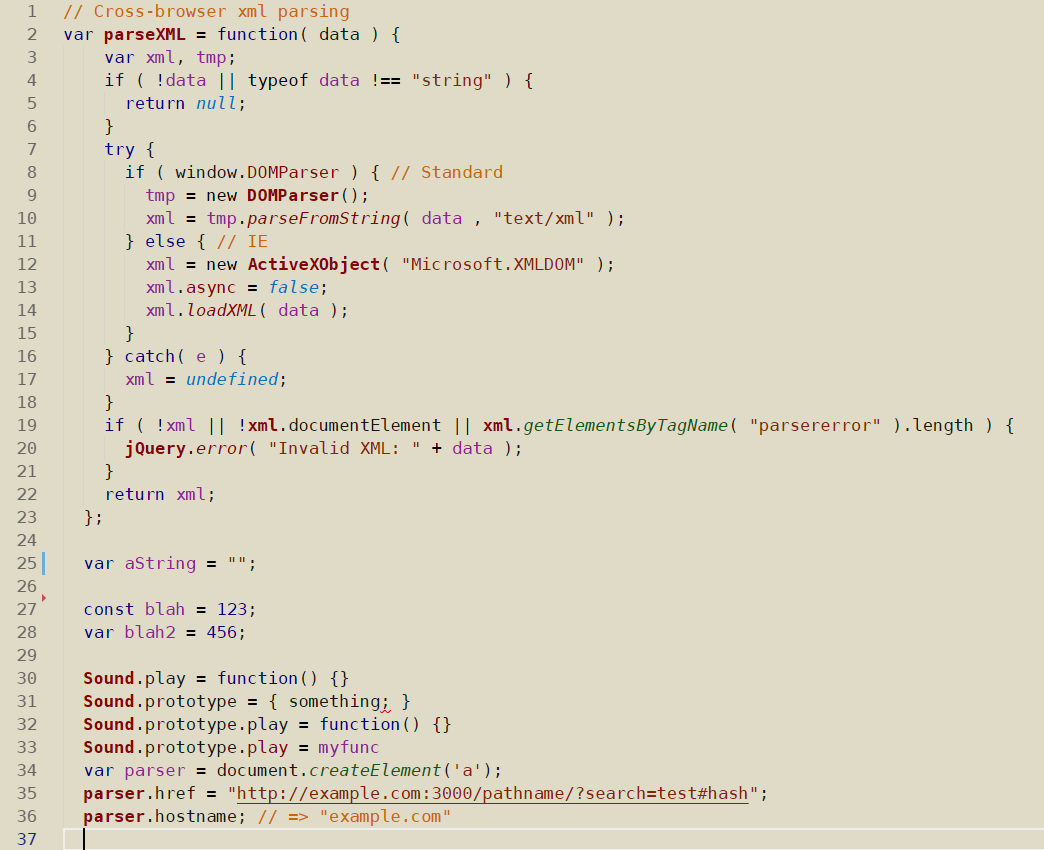 1 // Cross-browser xml parsing
2 var parseXML = function( data ) {
3     var xml, tmp;
4     if ( !data || typeof data !== "string" ) {
5       return null;
6     }
7     try {
8       if ( window.DOMParser ) { // Standard
9         tmp = new DOMParser();
10         xml = tmp.parseFromString( data , "text/xml" );
11       } else { // IE
12         xml = new ActiveXObject( "Microsoft.XMLDOM" );
13         xml.async = false;
14         xml.loadXML( data );
15       }
16     } catch( e ) {
17       xml = undefined;
18     }
19     if ( !xml || !xml.documentElement || xml.getElementsByTagName( "parsererror" ).length ) {
20       jQuery.error( "Invalid XML: " + data );
21     }
22     return xml;
23   };
24
25   var aString = "";
26
27   const blah = 123;
28   var blah2 = 456;
29
30   Sound.play = function() {}
31   Sound.prototype = { something; }
32   Sound.prototype.play = function() {}
33   Sound.prototype.play = myfunc
34   var parser = document.createElement('a');
35   parser.href = "http://example.com:3000/pathname/?search=test#hash";
36   parser.hostname; // => "example.com"
37